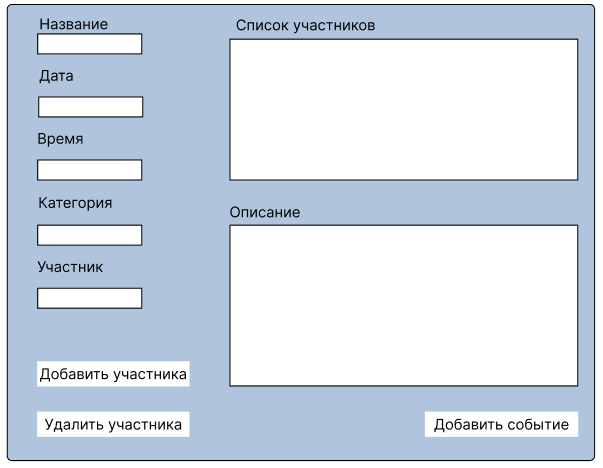 Название
Дата
Время
Категория
Участник
Добавить участника
Удалить участника
Список участников
Описание
Добавить событие